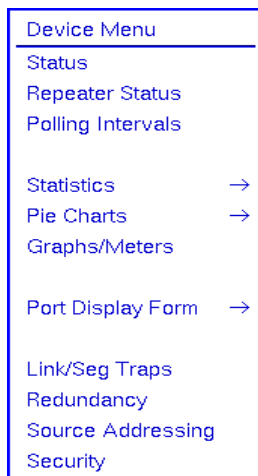 Device Menu
Status
Repeater Status
Polling Intervals
Statistics →
Pie Charts →
Graphs/Meters
Port Display Form →
Link/Seg Traps
Redundancy
Source Addressing
Security